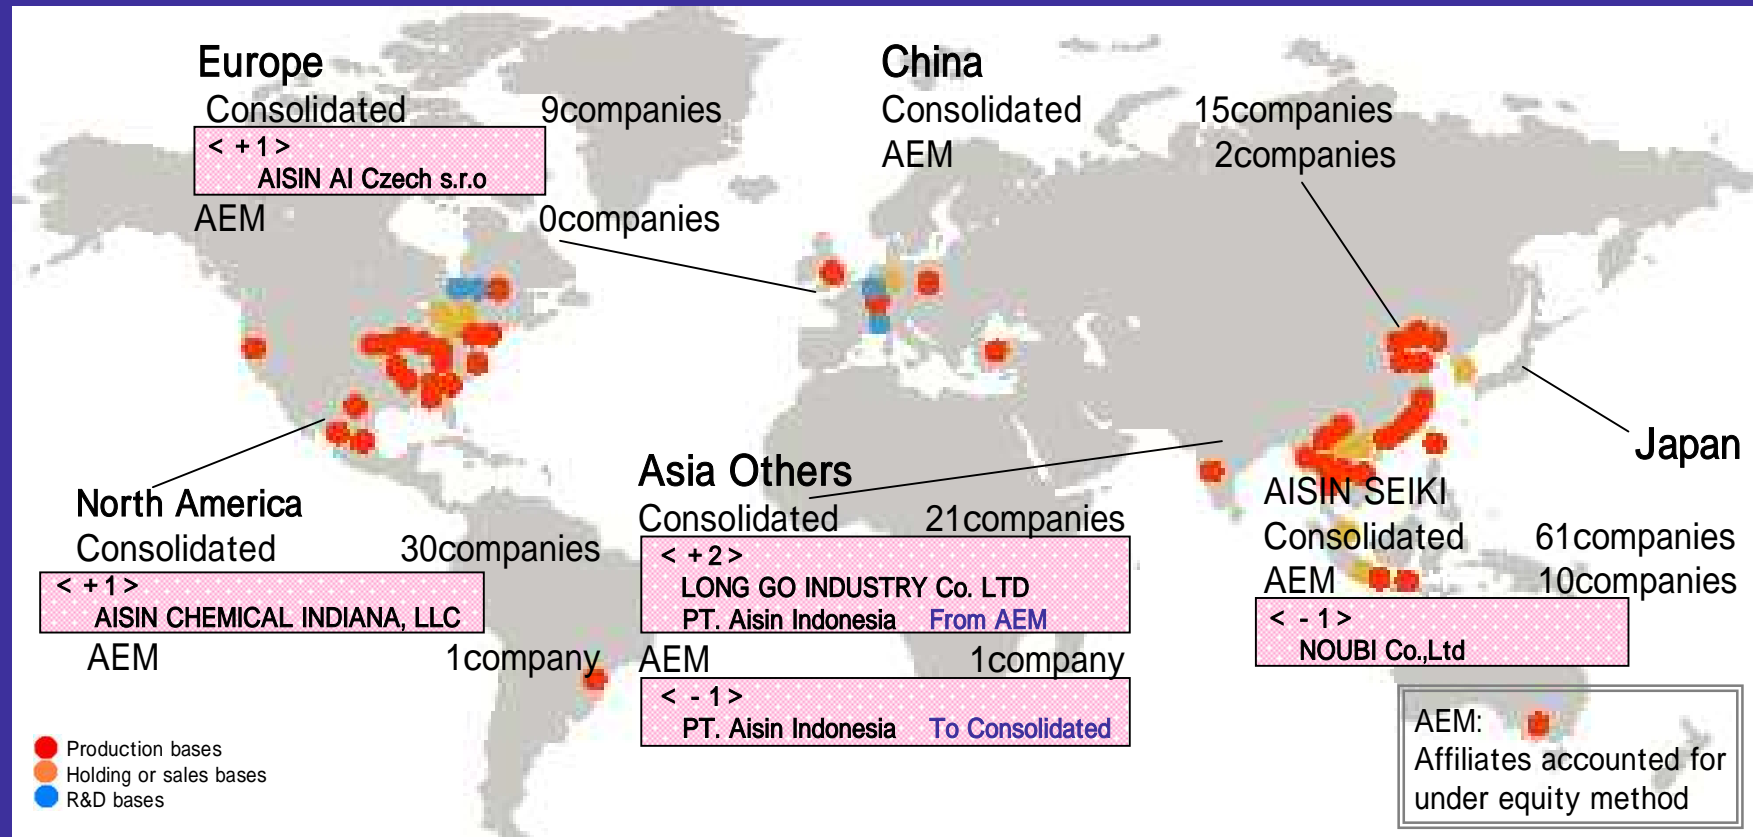 Europe
Consolidated 9companies
< +1 >
AISIN AI Czech s.r.o
AEM 0companies
China
Consolidated 15companies
AEM 2companies
North America
Consolidated 30companies
< +1 >
AISIN CHEMICAL INDIANA, LLC
AEM 1company
Asia Others
Consolidated 21companies
< +2 >
LONG GO INDUSTRY Co. LTD
PT. Aisin Indonesia From AEM
AEM 1company
< -1 >
PT. Aisin Indonesia To Consolidated
Japan
AISIN SEIKI
Consolidated 61companies
AEM 10companies
< -1 >
NOUBI Co.,Ltd
Production bases
Holding or sales bases
R&D bases
AEM:
Affiliates accounted for
under equity method